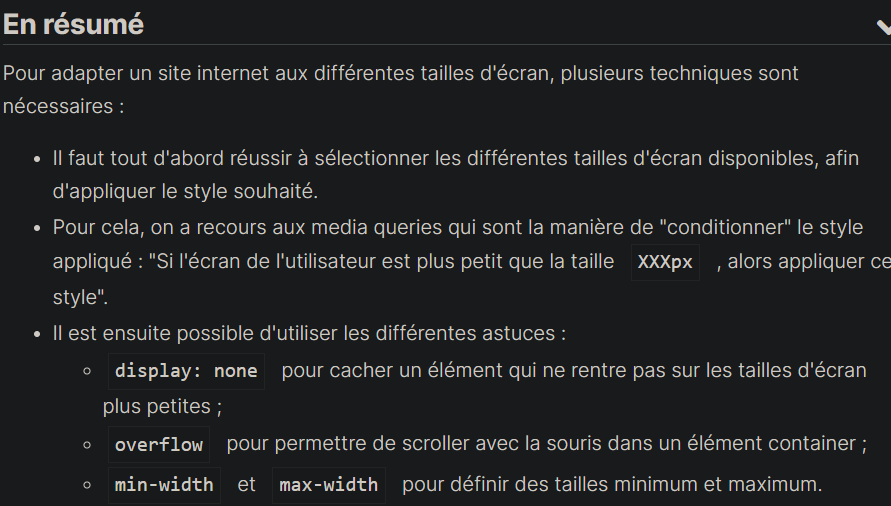 En résumé
Pour adapter un site internet aux différentes tailles d'écran, plusieurs techniques sont
nécessaires :
• Il faut tout d'abord réussir à sélectionner les différentes tailles d'écran disponibles, afin
d'appliquer le style souhaité.
• Pour cela, on a recours aux media queries qui sont la manière de "conditionner" le style
appliqué : "Si l'écran de l'utilisateur est plus petit que la taille XXXpx , alors appliquer ce
style".
• Il est ensuite possible d'utiliser les différentes astuces :
◦ display: none pour cacher un élément qui ne rentre pas sur les tailles d'écran
plus petites ;
◦ overflow pour permettre de scroller avec la souris dans un élément container ;
◦ min-width et max-width pour définir des tailles minimum et maximum.